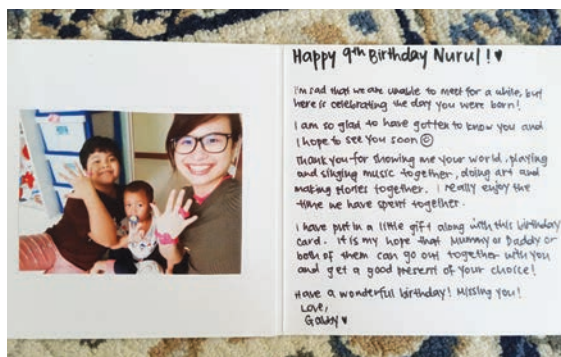 Happy 9th Birthday Nurul! ♥
I'm sad that we are unable to meet for a while, but
here is celebrating the day you were born!
I am so glad to have gotten to know you and
I hope to see you soon ☺
Thank you for showing me your world, playing
and singing music together, doing art and
making stories together. I really enjoy the
time we have spent together.
I have put in a little gift along with this birthday
card. It is my hope that Mummy or Daddy or
both of them can go out together with you
and get a good present of your choice!
Have a wonderful birthday! Missing you!
Love,
Gabby ♥